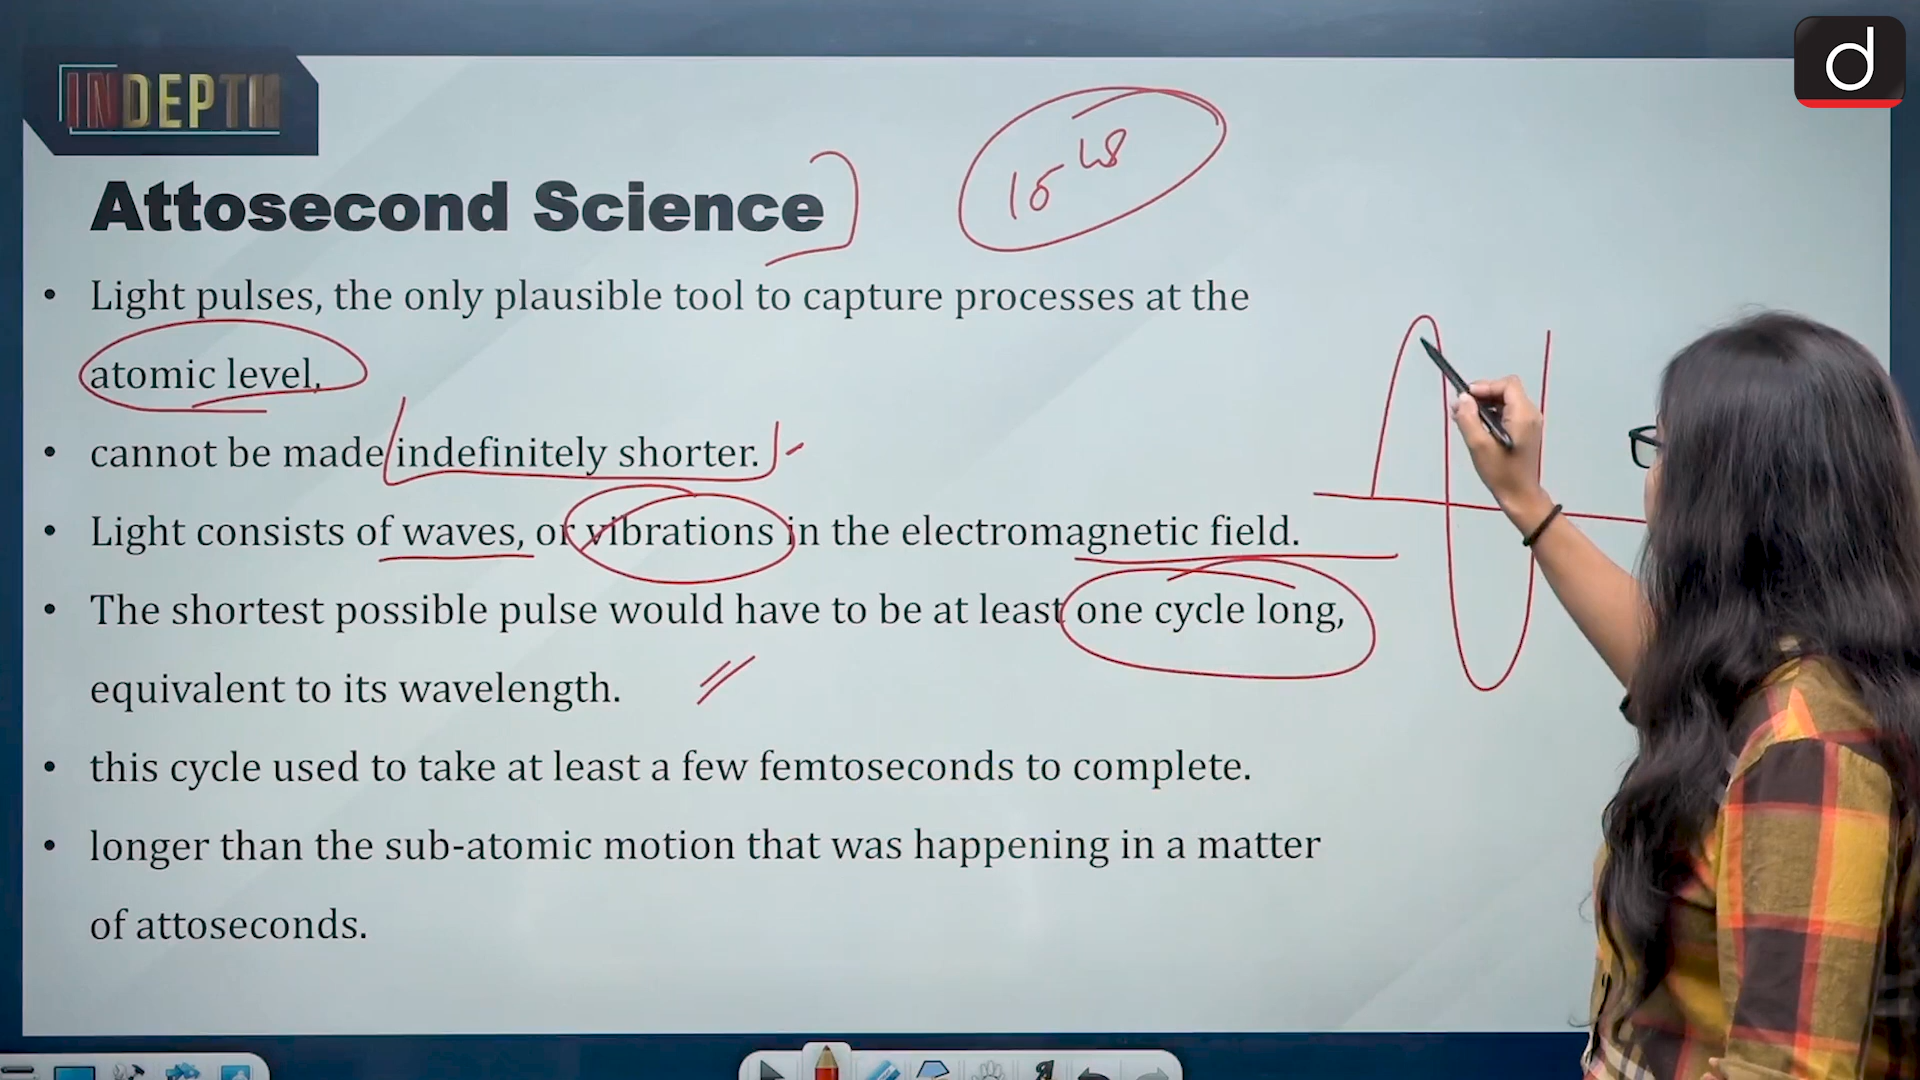 d
INDEPTH
Attosecond Science
• Light pulses, the only plausible tool to capture processes at the
atomic level,
• cannot be made indefinitely shorter.
• Light consists of waves, or vibrations in the electromagnetic field.
• The shortest possible pulse would have to be at least one cycle long,
equivalent to its wavelength.
• this cycle used to take at least a few femtoseconds to complete.
• longer than the sub-atomic motion that was happening in a matter
of attoseconds.